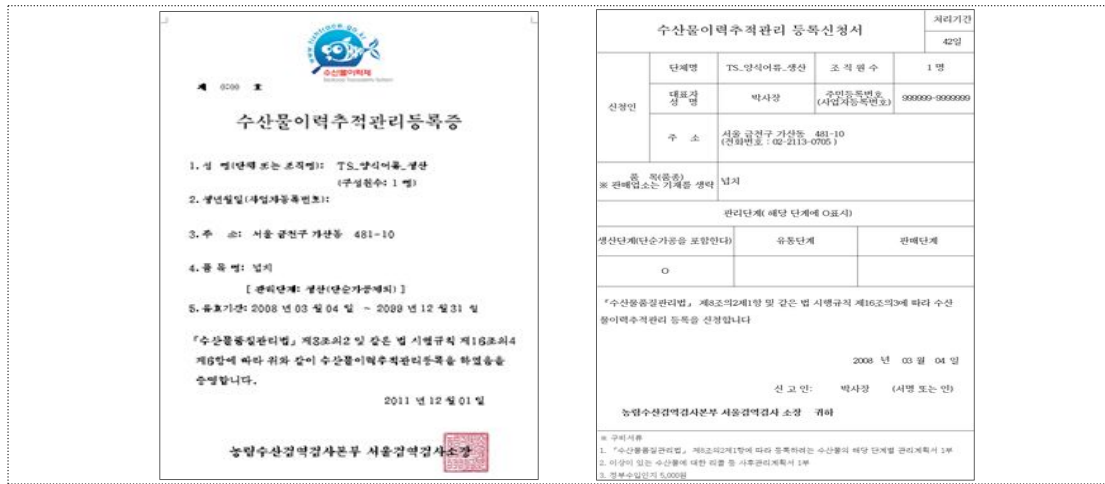 www.fishtrace.go.kr
수산물이력제
제 0000 호
수산물이력추적관리등록증
1. 성 명(단체 또는 조직명): TS_양식어류_생산
(구성원수: 1 명)
2. 생년월일(사업자등록번호):
3. 주 소: 서울 금천구 가산동 481-10
4. 품 목 명: 넙치
[ 관리단계: 생산(단순가공제외) ]
5. 유효기간: 2008 년 03 월 04 일 ~ 2099 년 12 월 31 일
『수산물품질관리법』 제8조의2 및 같은 법 시행규칙 제16조의4
제6항에 따라 위와 같이 수산물이력추적관리등록을 하였음을
증명합니다.
2011 년 12 월 01 일
농림수산검역검사본부 서울검역검사소장
수산물이력추적관리 등록신청서
처리기간
42일
신청인
단체명
TS_양식어류_생산
조 직 원 수
1 명
대표자
성 명
박사장
주민등록번호
(사업자등록번호)
999999-9999999
주 소
서울 금천구 가산동 481-10
(전화번호 : 02-2113-0705 )
품 목(품종)
※ 판매업소는 기재를 생략
넙치
관리단계( 해당 단계에 O표시)
생산단계(단순가공을 포함한다)
유통단계
판매단계
O
『수산물품질관리법』 제8조의2제1항 및 같은 법 시행규칙 제16조의3에 따라 수산
물이력추적관리 등록을 신청합니다
2008 년 03 월 04 일
신 고 인: 박사장 (서명 또는 인)
농림수산검역검사본부 서울검역검사 소장 귀하
※ 구비서류
1. 『수산물품질관리법』 제8조의2제1항에 따라 등록하려는 수산물의 해당 단계별 관리계획서 1부
2. 이상이 있는 수산물에 대한 리콜 등 사후관리계획서 1부
3. 정부수입인지 5,000원